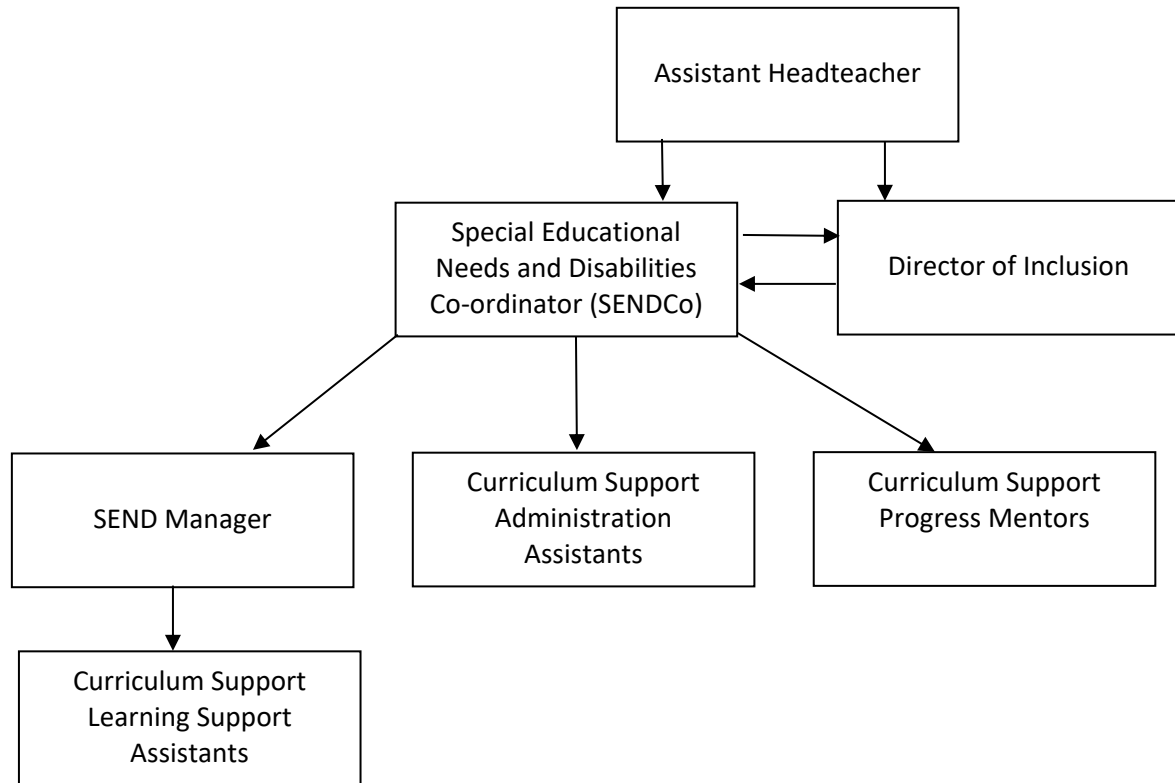 Assistant Headteacher
Special Educational
Needs and Disabilities
Co-ordinator (SENDCo)
Director of Inclusion
SEND Manager
Curriculum Support
Administration
Assistants
Curriculum Support
Progress Mentors
Curriculum Support
Learning Support
Assistants